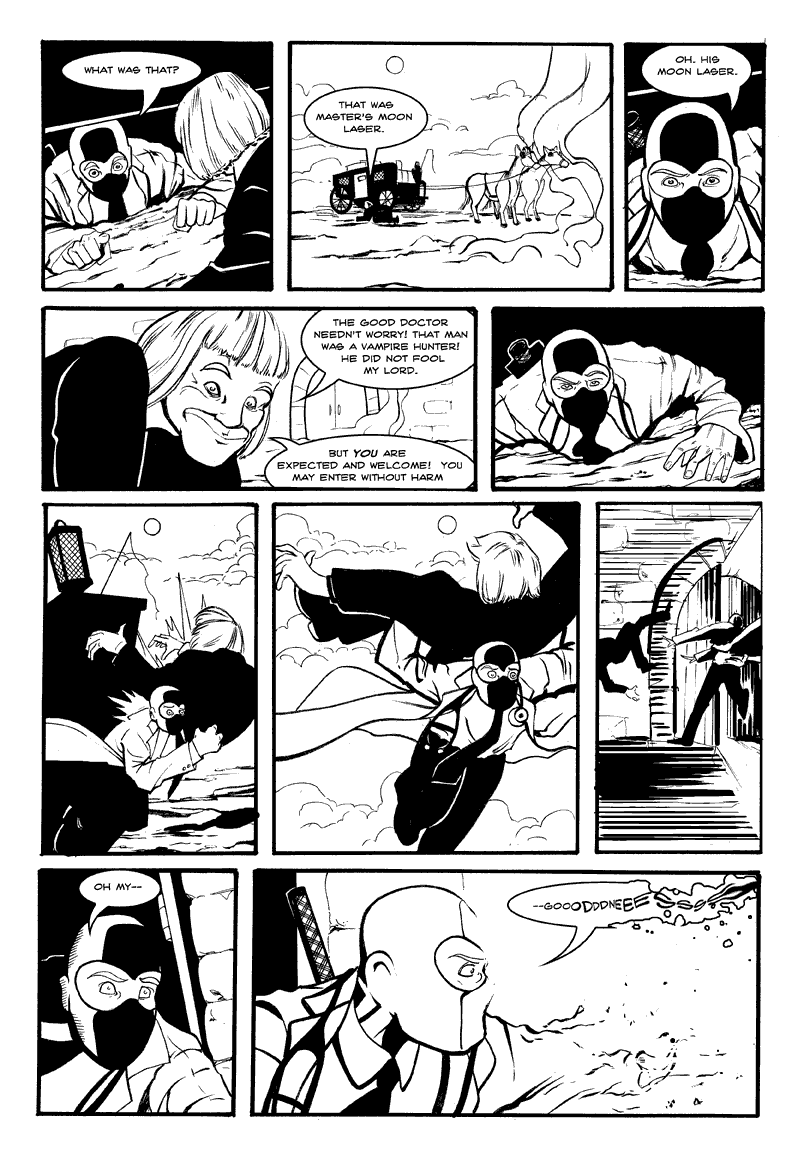 WHAT WAS THAT?
THAT WAS
MASTER'S MOON
LASER.
OH. HIS
MOON LASER.
THE GOOD DOCTOR
NEEDN'T WORRY! THAT MAN
WAS A VAMPIRE HUNTER!
HE DID NOT FOOL
MY LORD.
BUT YOU ARE
EXPECTED AND WELCOME! YOU
MAY ENTER WITHOUT HARM
OH MY--
--GOOODDDNEEE